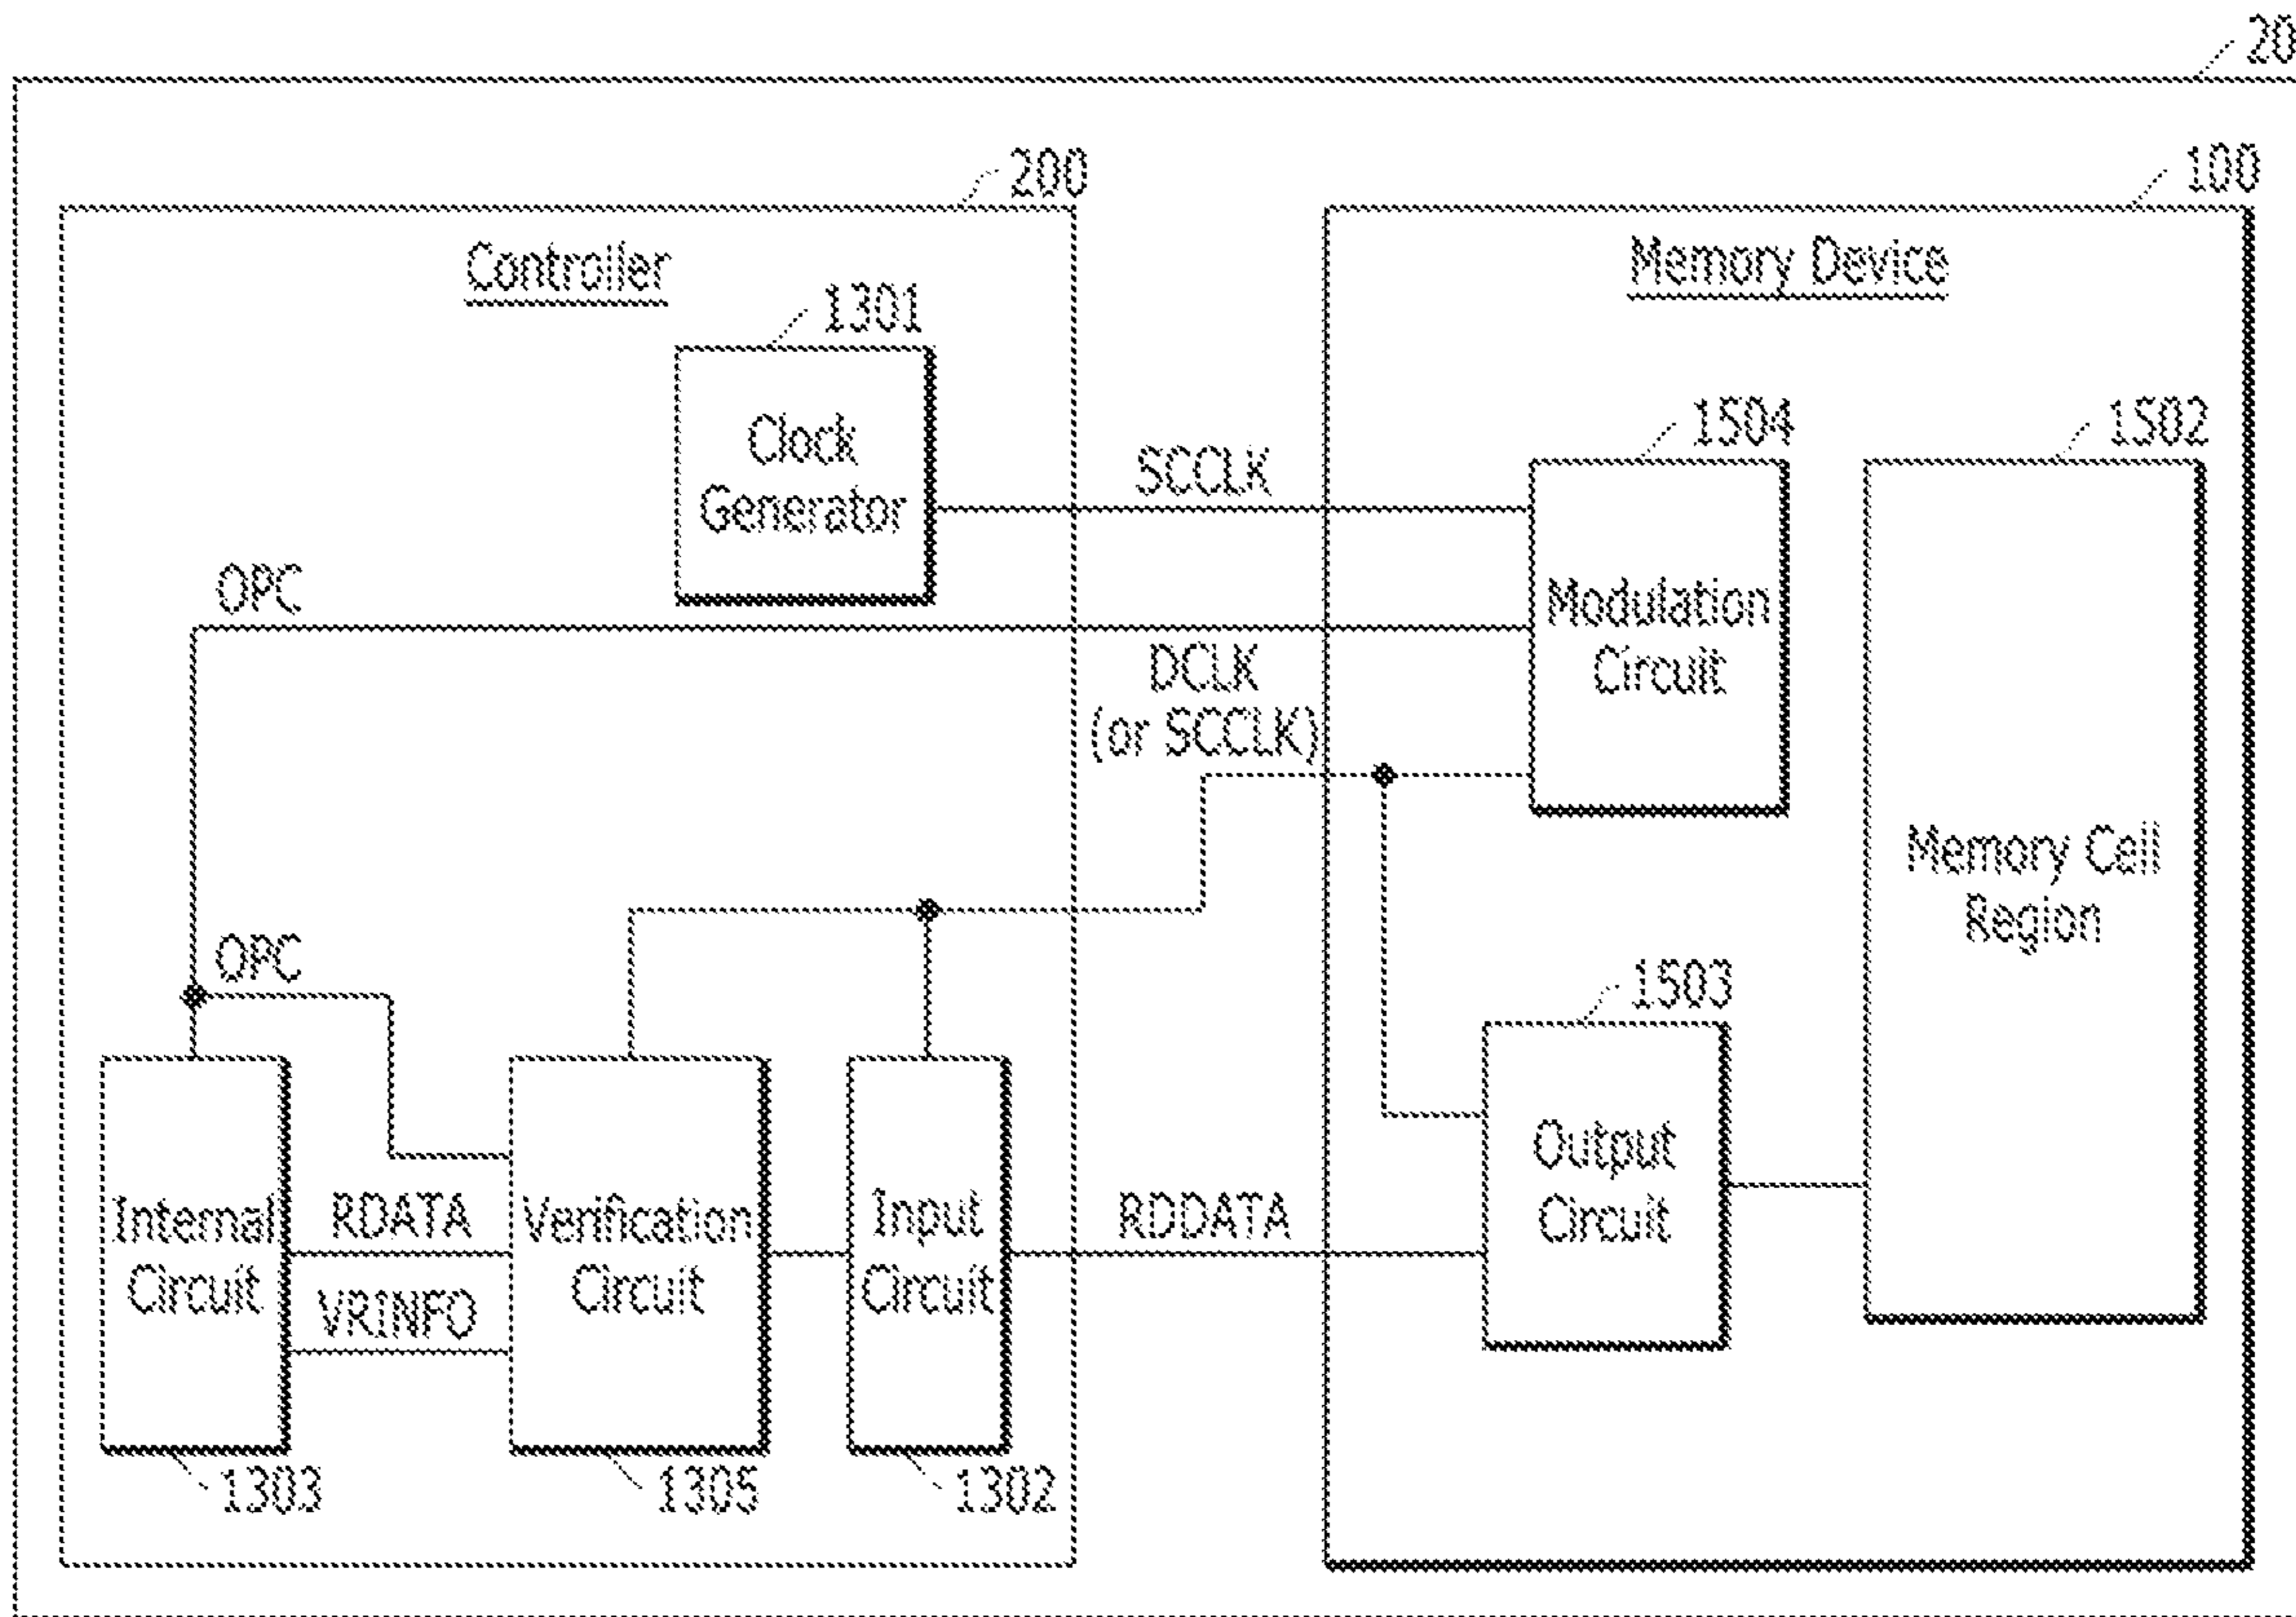 20
200
100
Controller
Memory Device
1301
Clock
Generator
1504
1502
SCCLK
OPC
Modulation
Circuit
DCLK
(or SCCLK)
Memory Cell
Region
OPC
1503
Output
Circuit
Internal
Circuit
RDATA
VRINFO
Verification
Circuit
Input
Circuit
RDDATA
1303
1305
1302